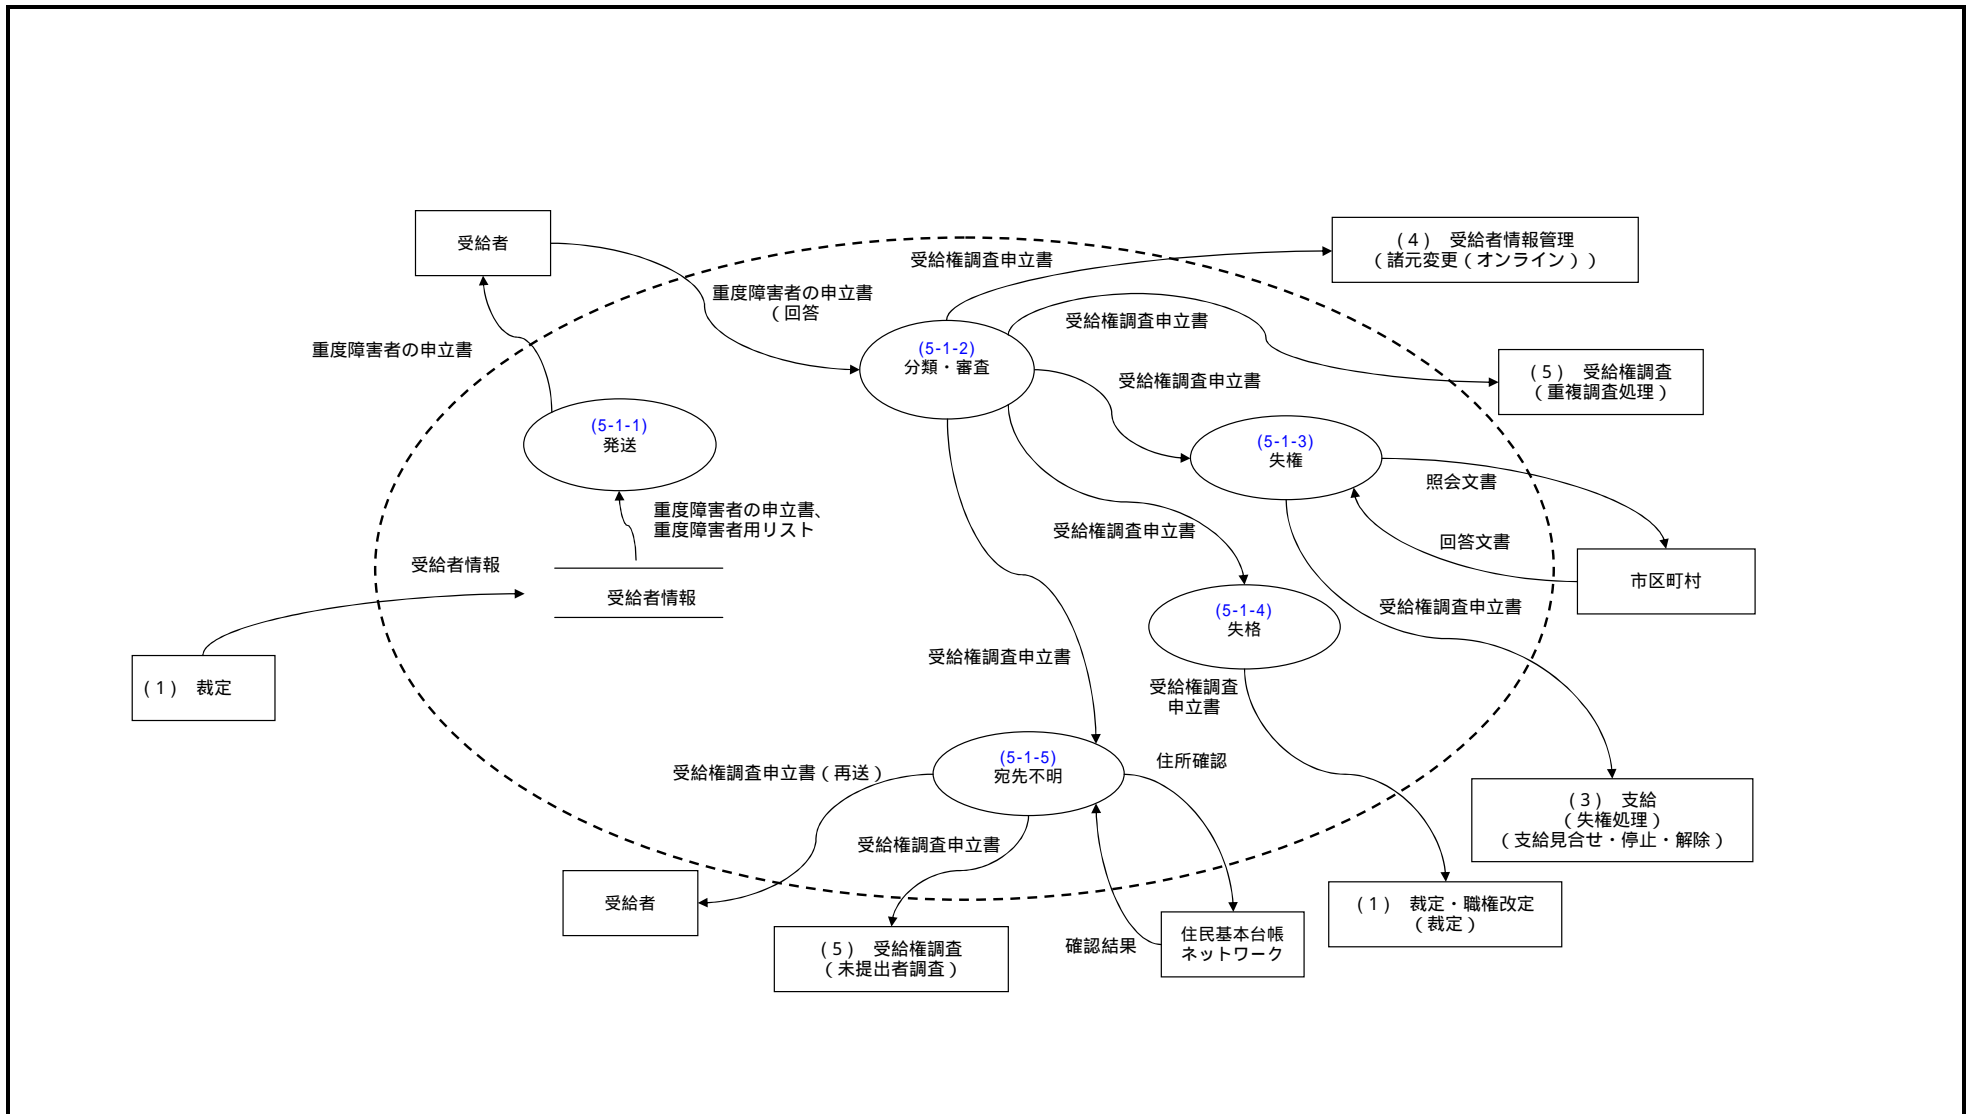 受給者
(４)　受給者情報管理
（諸元変更（オンライン））
受給権調査申立書
重度障害者の申立書
（回答
受給権調査申立書
重度障害者の申立書
(5-1-2)
分類・審査
受給権調査申立書
(５)　受給権調査
（重複調査処理）
(5-1-1)
発送
(5-1-3)
失権
照会文書
重度障害者の申立書、
重度障害者用リスト
受給権調査申立書
回答文書
受給者情報
受給者情報
市区町村
(5-1-4)
失格
受給権調査申立書
受給権調査申立書
(１)　裁定
受給権調査
申立書
(5-1-5)
宛先不明
住所確認
受給権調査申立書（再送）
(３)　支給
（失権処理）
（支給見合せ・停止・解除）
受給権調査申立書
受給者
(１)　裁定・職権改定
（裁定）
(５)　受給権調査
（未提出者調査）
確認結果
住民基本台帳
ネットワーク